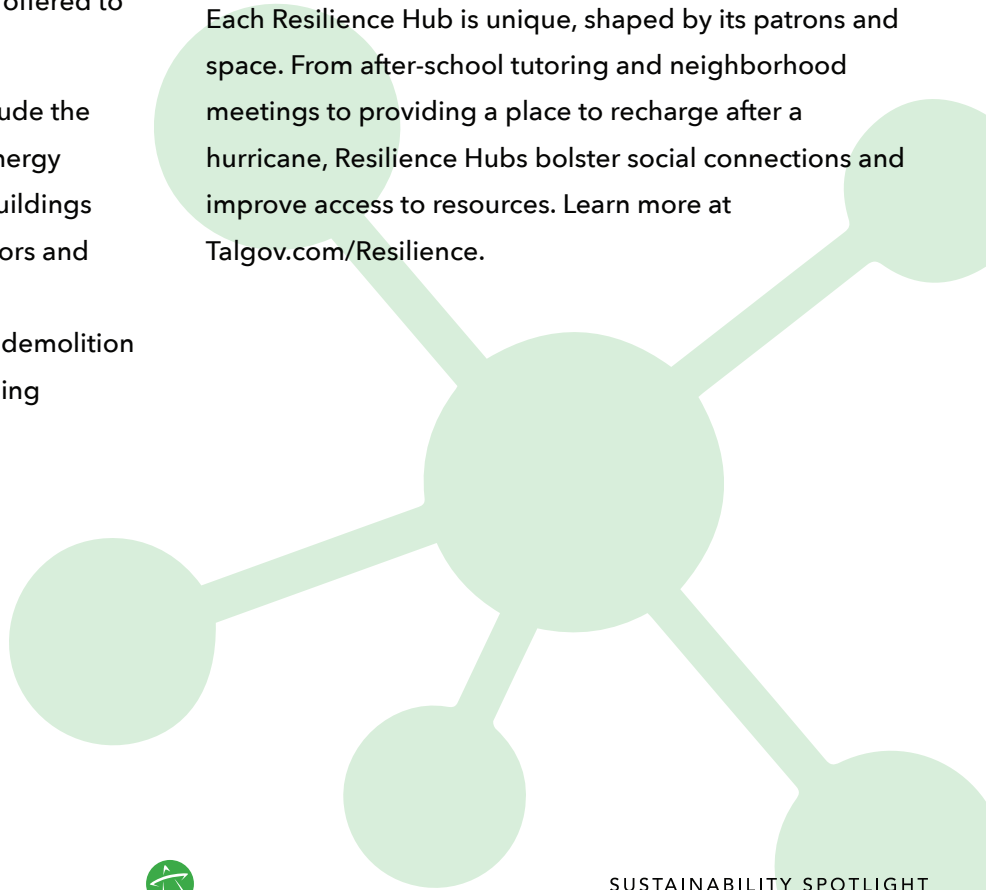 offered to
ude the
nergy
uildings
ors and
demolition
ing
Each Resilience Hub is unique, shaped by its patrons and
space. From after-school tutoring and neighborhood
meetings to providing a place to recharge after a
hurricane, Resilience Hubs bolster social connections and
improve access to resources. Learn more at
Talgov.com/Resilience.
SUSTAINABILITY SPOTLIGHT